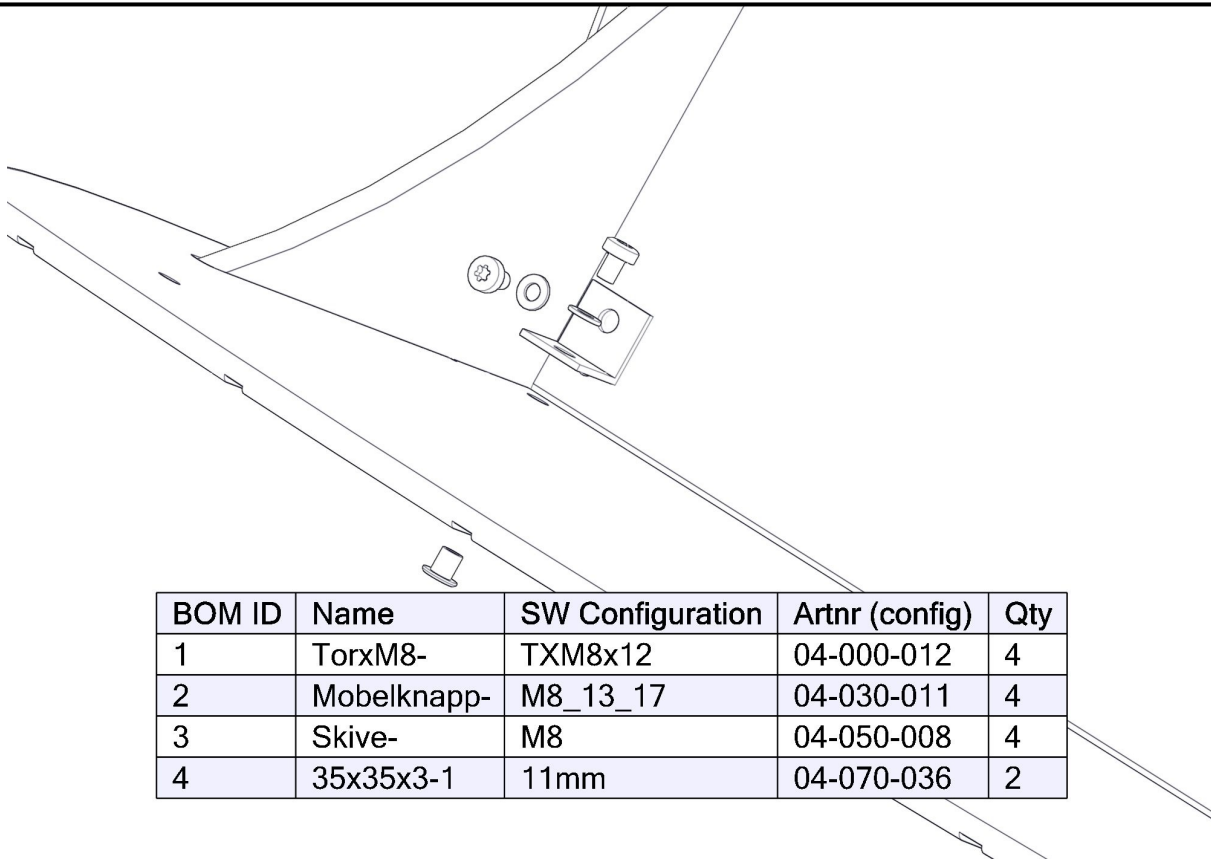 BOM ID Name SW Configuration Artnr (config) Qty
1 TorxM8- TXM8x12 04-000-012 4
2 Mobelknapp- M8_13_17 04-030-011 4
3 Skive- M8 04-050-008 4
4 35x35x3-1 11mm 04-070-036 2